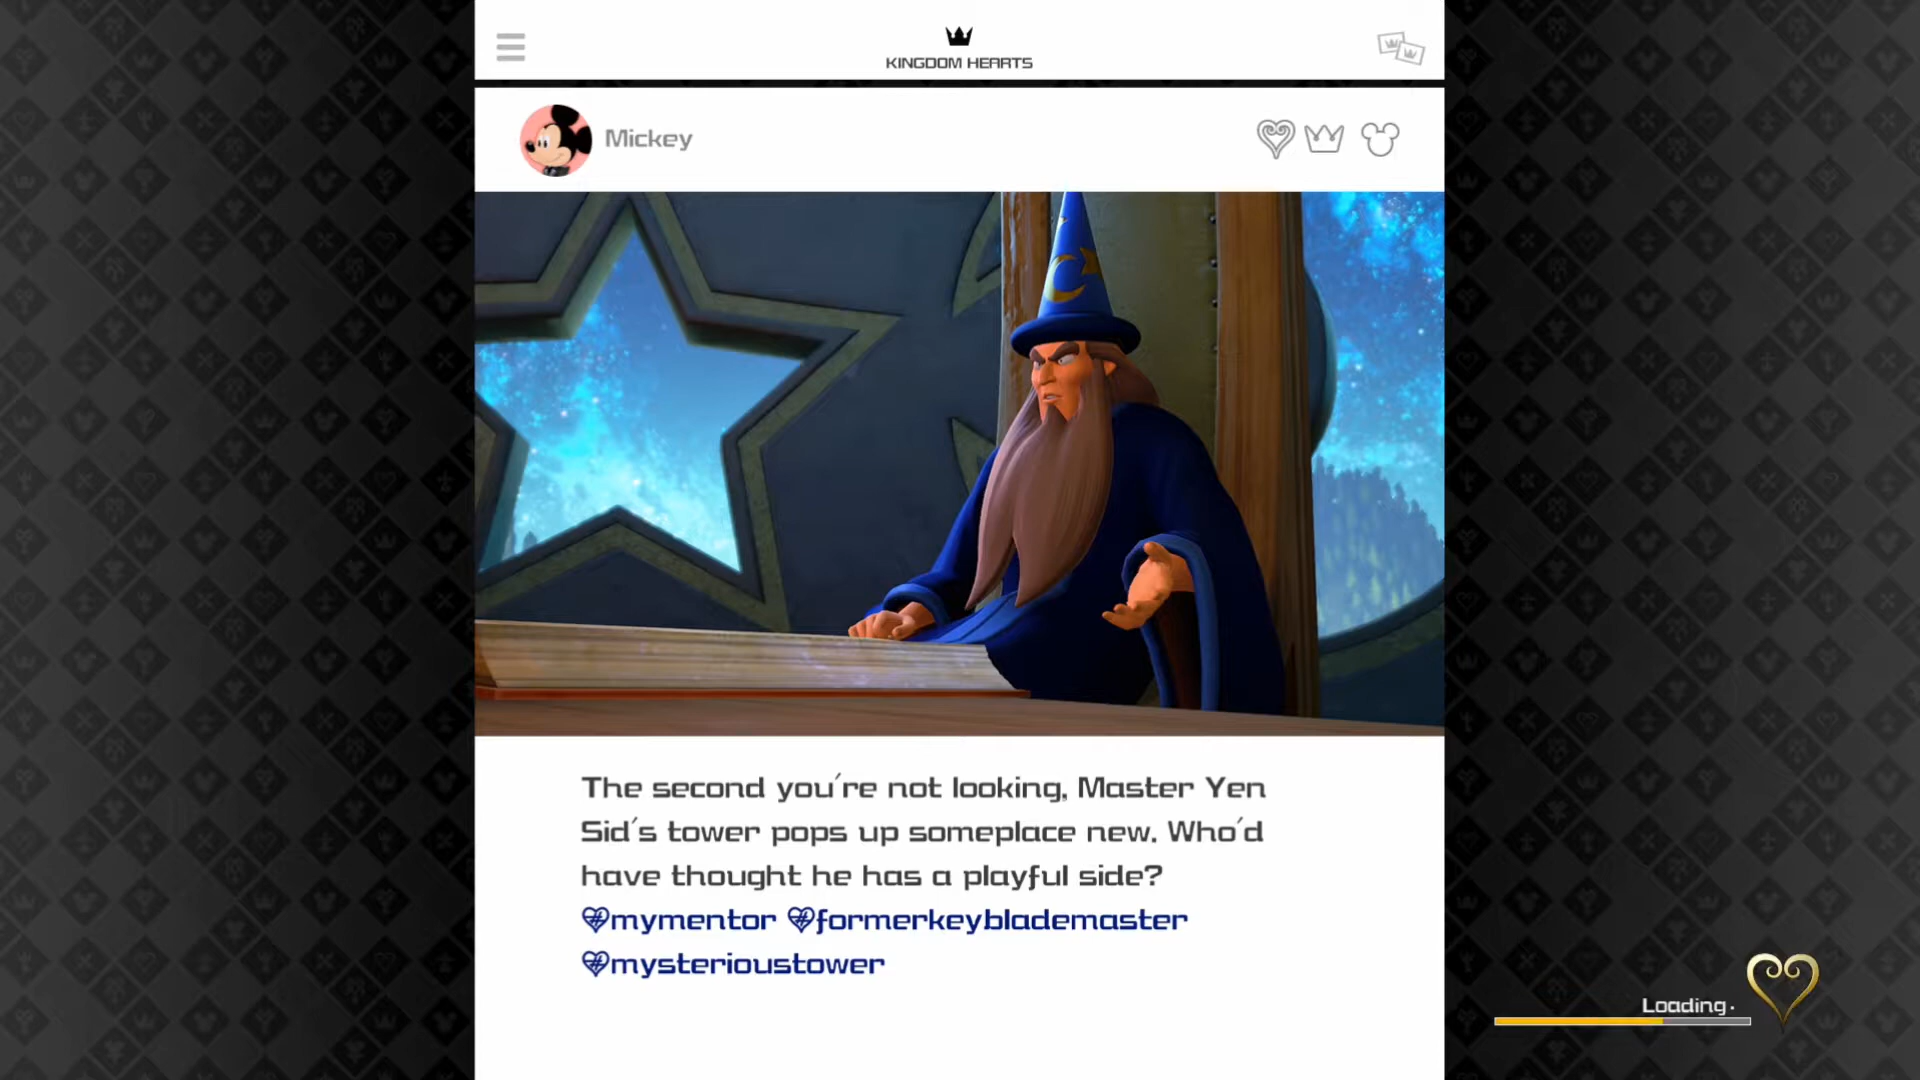 KINGDOM HEARTS
Mickey
The second you're not looking, Master Yen
Sid's tower pops up someplace new. Who'd
have thought he has a playful side?
#mymentor #formerkeyblademaster
#mysterioustower
Loading.